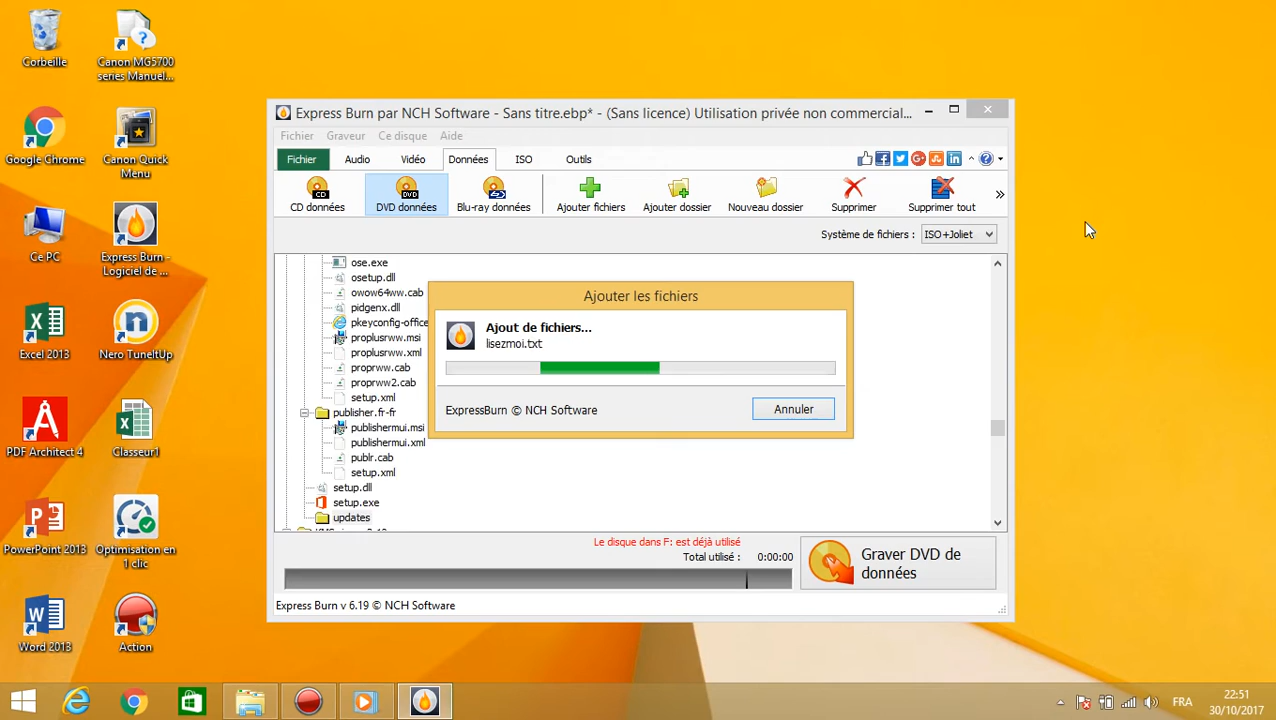 Corbeille
Canon MG5700
series Manuel...
Google Chrome
Canon Quick
Menu
Ce PC
Express Burn -
Logiciel de ...
Excel 2013
Nero TuneItUp
PDF Architect 4
Classeur1
PowerPoint 2013
Optimisation en
1 clic
Word 2013
Action
Express Burn par NCH Software - Sans titre.ebp* - (Sans licence) Utilisation privée non commercial...
Fichier Graveur Ce disque Aide
Fichier Audio Vidéo Données ISO Outils
CD données DVD données Blu-ray données Ajouter fichiers Ajouter dossier Nouveau dossier Supprimer Supprimer tout »
Système de fichiers : ISO+Joliet
ose.exe
osetup.dll
owow64ww.cab
pidgenx.dll
pkeyconfig-office
proplusrww.msi
proplusrww.xml
proprww.cab
proprww2.cab
setup.xml
publisher.fr-fr
publishermui.msi
publishermui.xml
publr.cab
setup.xml
setup.dll
setup.exe
updates
Ajouter les fichiers
Ajout de fichiers...
lisezmoi.txt
ExpressBurn © NCH Software
Annuler
Le disque dans F: est déjà utilisé
Total utilisé : 0:00:00
Graver DVD de
données
Express Burn v 6.19 © NCH Software
FRA
22:51
30/10/2017